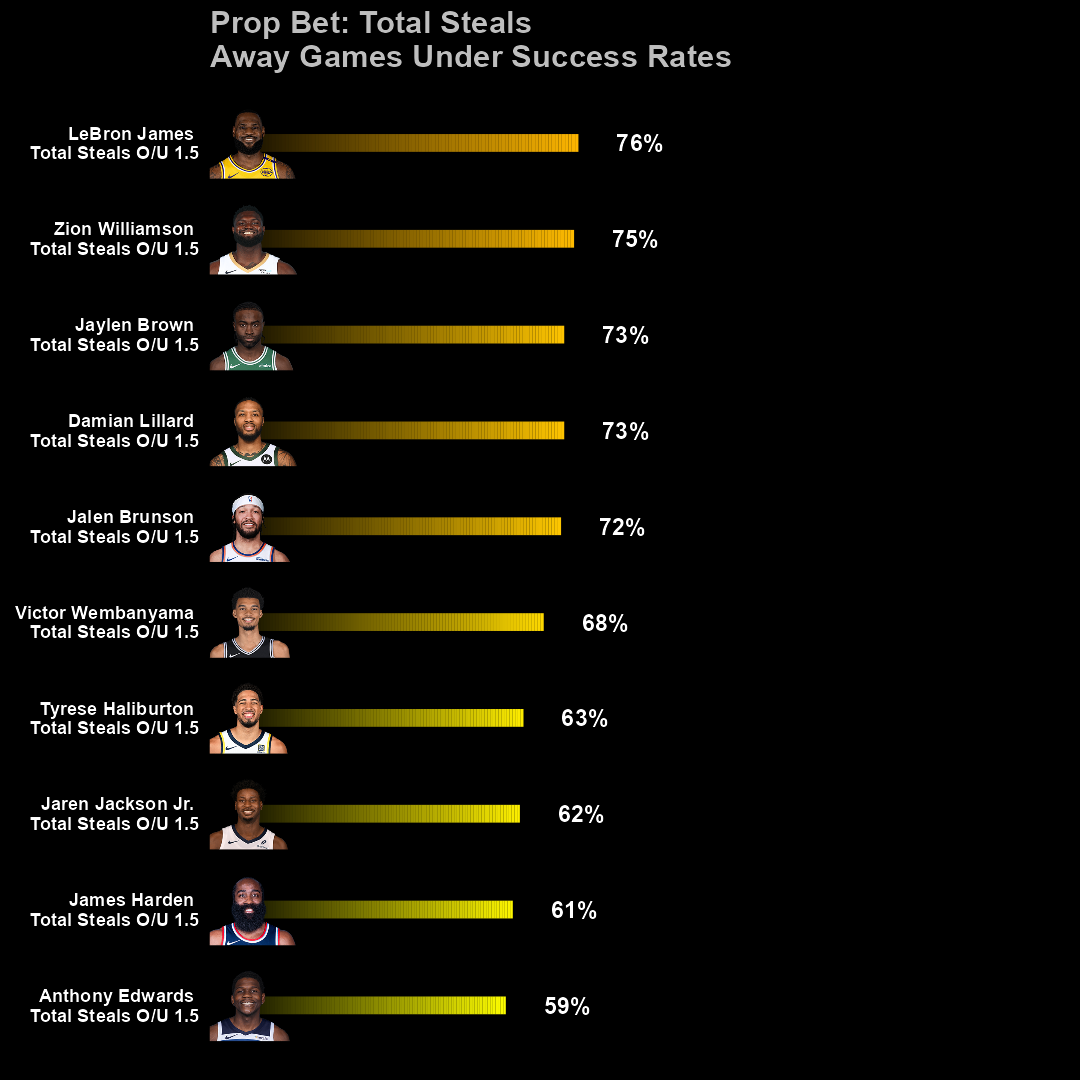 Prop Bet: Total Steals
Away Games Under Success Rates
LeBron James
Total Steals O/U 1.5
76%
Zion Williamson
Total Steals O/U 1.5
75%
Jaylen Brown
Total Steals O/U 1.5
73%
Damian Lillard
Total Steals O/U 1.5
73%
Jalen Brunson
Total Steals O/U 1.5
72%
Victor Wembanyama
Total Steals O/U 1.5
68%
Tyrese Haliburton
Total Steals O/U 1.5
63%
Jaren Jackson Jr.
Total Steals O/U 1.5
62%
James Harden
Total Steals O/U 1.5
61%
Anthony Edwards
Total Steals O/U 1.5
59%